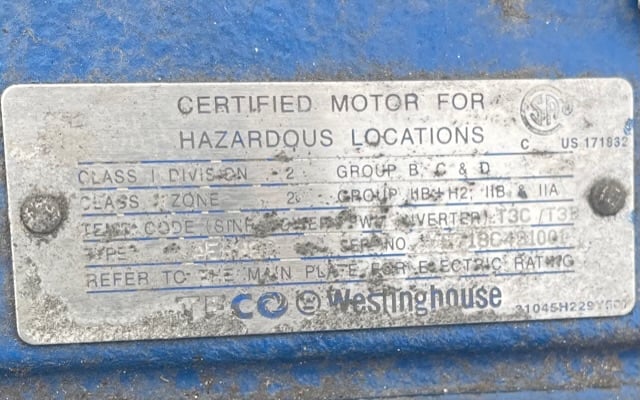 CERTIFIED MOTOR FOR
HAZARDOUS LOCATIONS
C US 171832
CLASS I DIVISION 2 GROUP B, C & D
CLASS I ZONE 2 GROUP IIB+H2, IIB & IIA
TEMP. CODE (SINE POWER / W/ INVERTER) T3C /
TYPE SER NO.
REFER TO THE MAIN PLATE FOR ELECTRIC RATING
TECO Westinghouse